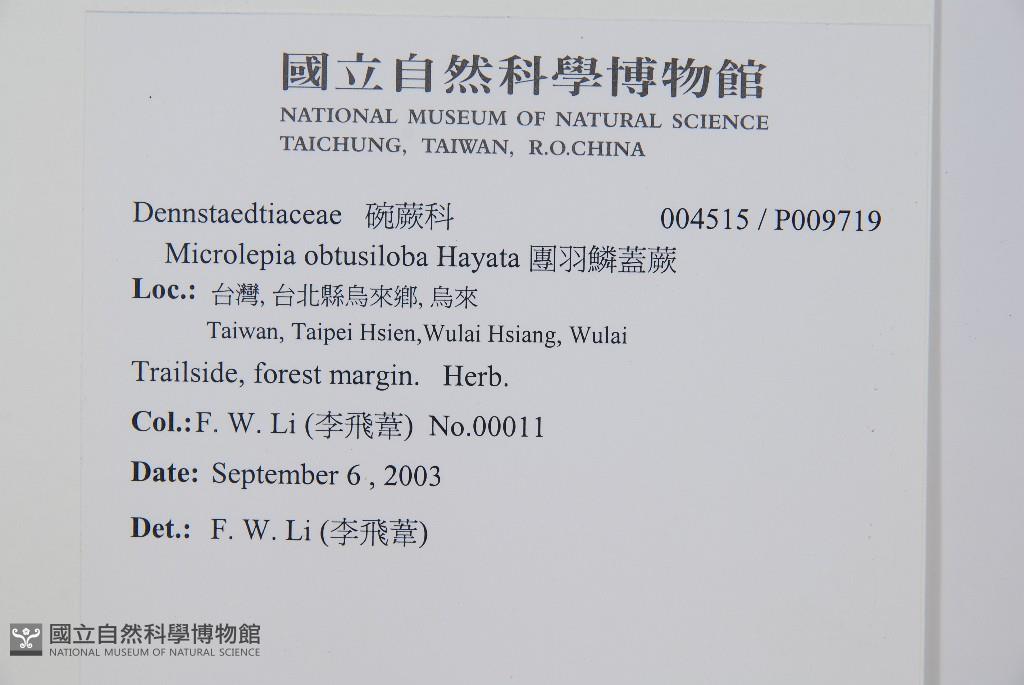 國立自然科學博物館
NATIONAL MUSEUM OF NATURAL SCIENCE
TAICHUNG, TAIWAN, R.O.CHINA
Dennstaedtiaceae 碗蕨科 004515 / P009719
Microlepia obtusiloba Hayata 團羽鱗蓋蕨
Loc.: 台灣, 台北縣烏來鄉, 烏來
Taiwan, Taipei Hsien,Wulai Hsiang, Wulai
Trailside, forest margin. Herb.
Col.:F. W. Li (李飛葦) No.00011
Date: September 6 , 2003
Det.: F. W. Li (李飛葦)
國立自然科學博物館
NATIONAL MUSEUM OF NATURAL SCIENCE